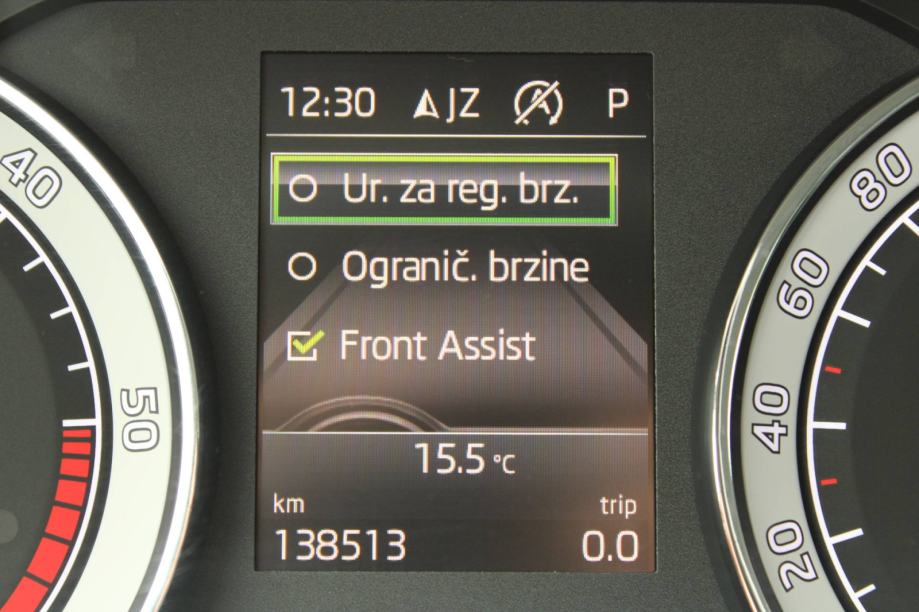 12:30 JZ P
Ur. za reg. brz.
Ogranič. brzine
Front Assist
15.5 °C
km trip
138513 0.0
40
50
80
60
40
20